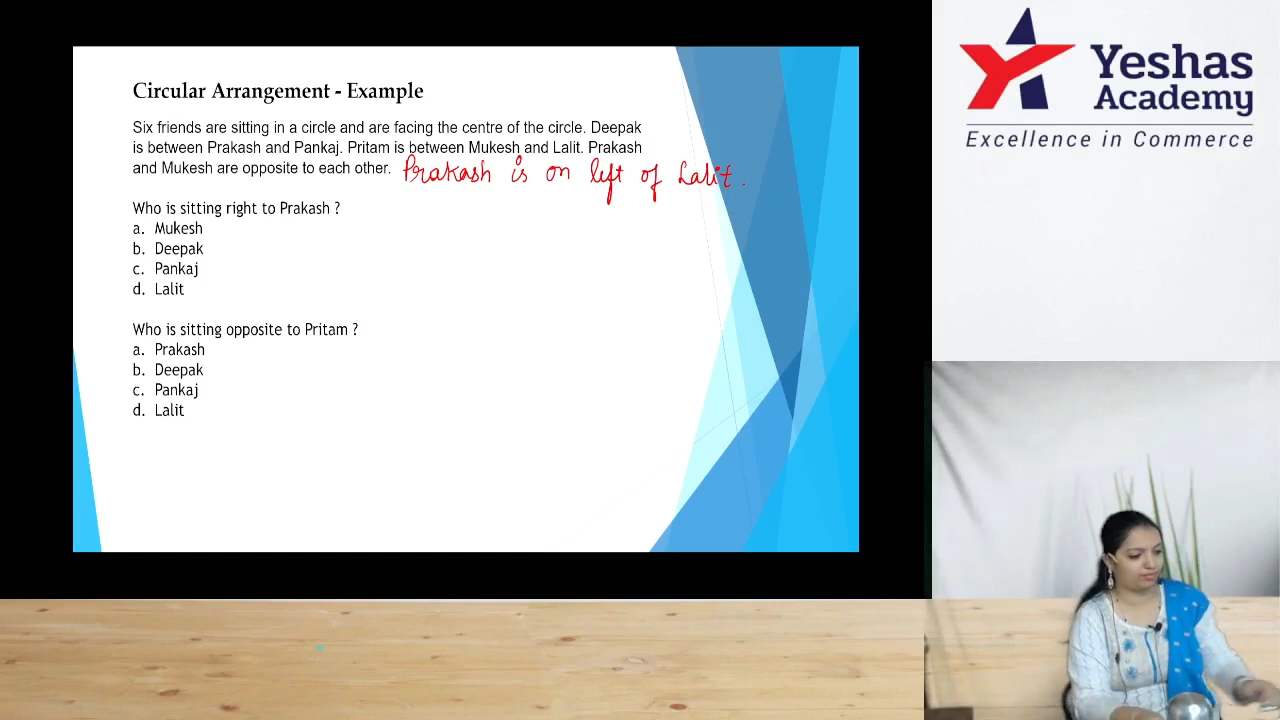 Circular Arrangement - Example
Six friends are sitting in a circle and are facing the centre of the circle. Deepak
is between Prakash and Pankaj. Pritam is between Mukesh and Lalit. Prakash
and Mukesh are opposite to each other. Prakash is on left of Lalit.
Who is sitting right to Prakash ?
a. Mukesh
b. Deepak
c. Pankaj
d. Lalit
Who is sitting opposite to Pritam ?
a. Prakash
b. Deepak
c. Pankaj
d. Lalit
Yeshas
Academy
Excellence in Commerce